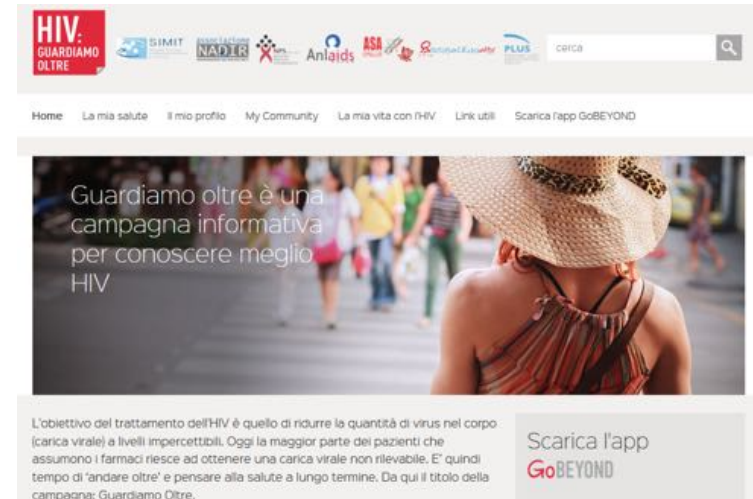 HIV:
GUARDIAMO
OLTRE
SIMIT
NADIR
NPS
Anlaids
ASA
PLUS
cerca
Home La mia salute Il mio profilo My Community La mia vita con l'HIV Link utili Scarica l'app GoBEYOND
Guardiamo oltre è una
campagna informativa
per conoscere meglio
HIV
L'obiettivo del trattamento dell'HIV è quello di ridurre la quantità di virus nel corpo
(carica virale) a livelli impercettibili. Oggi la maggior parte dei pazienti che
assumono i farmaci riesce ad ottenere una carica virale non rilevabile. E' quindi
tempo di 'andare oltre' e pensare alla salute a lungo termine. Da qui il titolo della
campagna: Guardiamo Oltre.
Scarica l'app
GoBEYOND